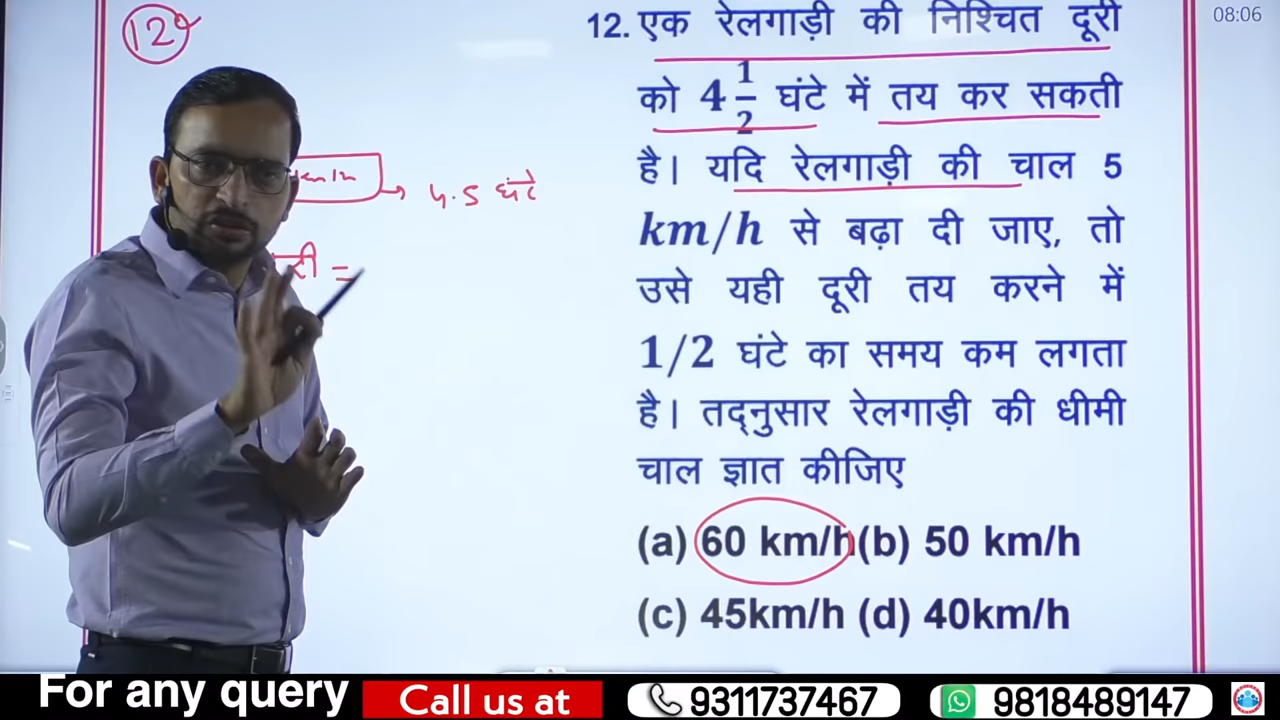 08:06
12
4.5 घंटे
=
12. एक रेलगाड़ी की निश्चित दूरी
को 4 1/2 घंटे में तय कर सकती
है। यदि रेलगाड़ी की चाल 5
km/h से बढ़ा दी जाए, तो
उसे यही दूरी तय करने में
1/2 घंटे का समय कम लगता
है। तद्नुसार रेलगाड़ी की धीमी
चाल ज्ञात कीजिए
(a) 60 km/h (b) 50 km/h
(c) 45km/h (d) 40km/h
For any query Call us at 9311737467 9818489147